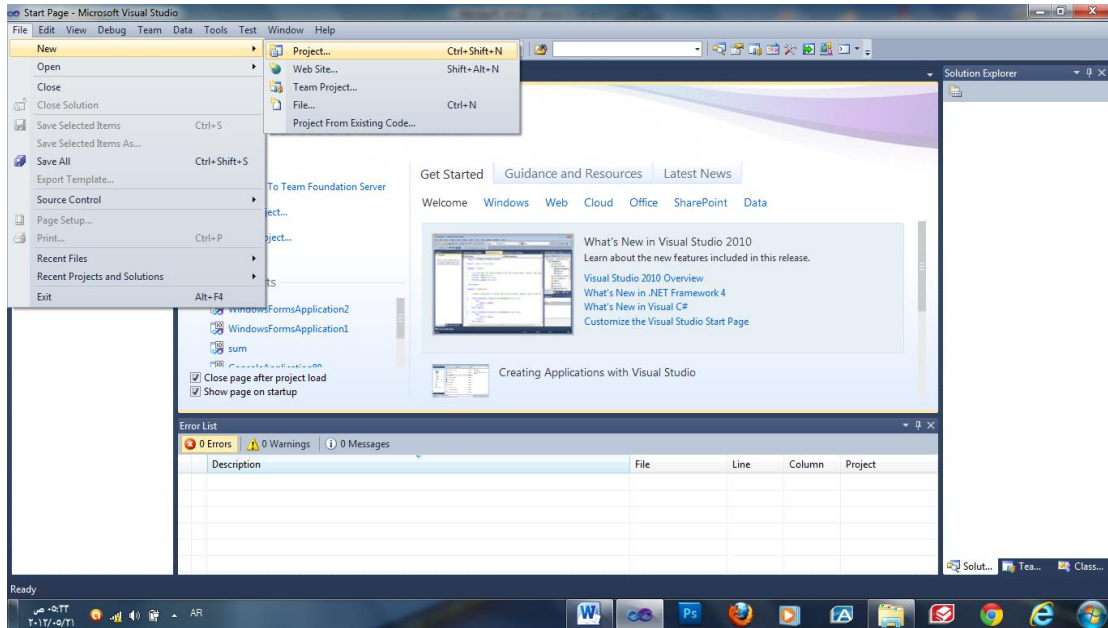 Start Page - Microsoft Visual Studio
File Edit View Debug Team Data Tools Test Window Help
New
Open
Close
Close Solution
Save Selected Items Ctrl+S
Save Selected Items As...
Save All Ctrl+Shift+S
Export Template...
Source Control
Page Setup...
Print... Ctrl+P
Recent Files
Recent Projects and Solutions
Exit Alt+F4
Project... Ctrl+Shift+N
Web Site... Shift+Alt+N
Team Project...
File... Ctrl+N
Project From Existing Code...
To Team Foundation Server
WindowsFormsApplication2
WindowsFormsApplication1
sum
Close page after project load
Show page on startup
Get Started Guidance and Resources Latest News
Welcome Windows Web Cloud Office SharePoint Data
What's New in Visual Studio 2010
Learn about the new features included in this release.
Visual Studio 2010 Overview
What's New in .NET Framework 4
What's New in Visual C#
Customize the Visual Studio Start Page
Creating Applications with Visual Studio
Solution Explorer
Error List
0 Errors 0 Warnings 0 Messages
Description File Line Column Project
Solut... Tea... Class...
Ready
٠٥:٣٣ ص
AR
W Ps